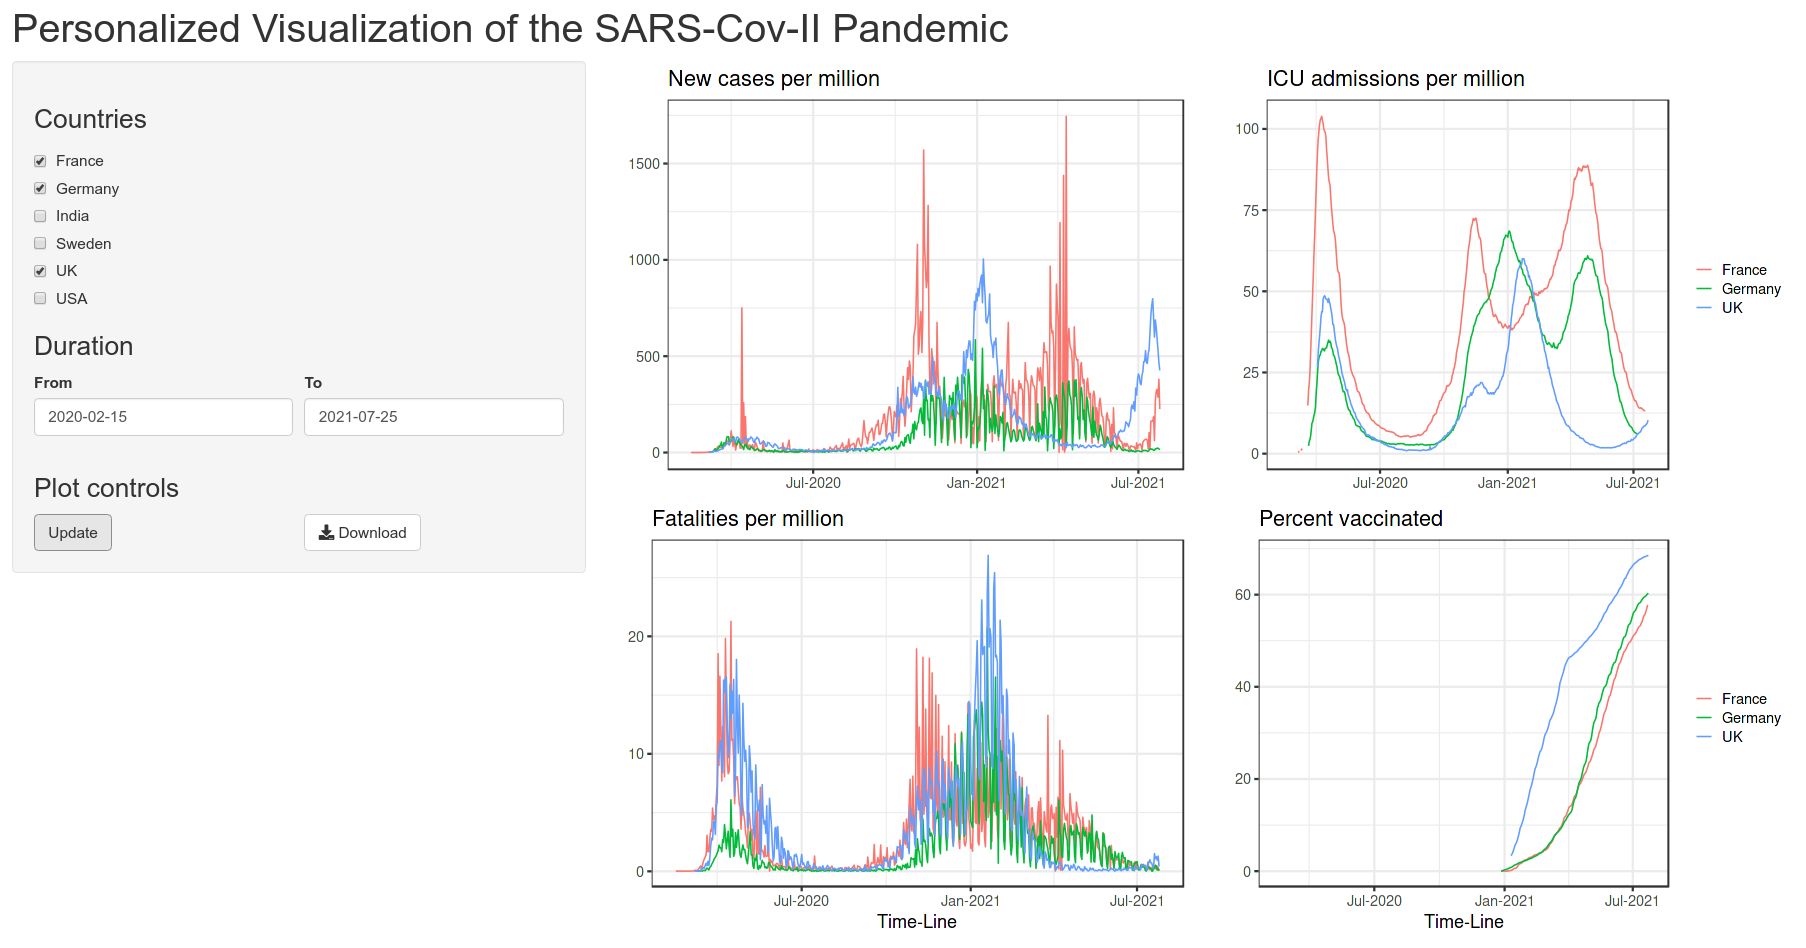 Personalized Visualization of the SARS-Cov-II Pandemic
Countries
France
Germany
India
Sweden
UK
USA
Duration
From To
2020-02-15 2021-07-25
Plot controls
Update Download
New cases per million
1500
1000
500
0
Jul-2020 Jan-2021 Jul-2021
ICU admissions per million
100
75
50
25
0
Jul-2020 Jan-2021 Jul-2021
France
Germany
UK
Fatalities per million
20
10
0
Jul-2020 Jan-2021 Jul-2021
Time-Line
Percent vaccinated
60
40
20
0
Jul-2020 Jan-2021 Jul-2021
Time-Line
France
Germany
UK